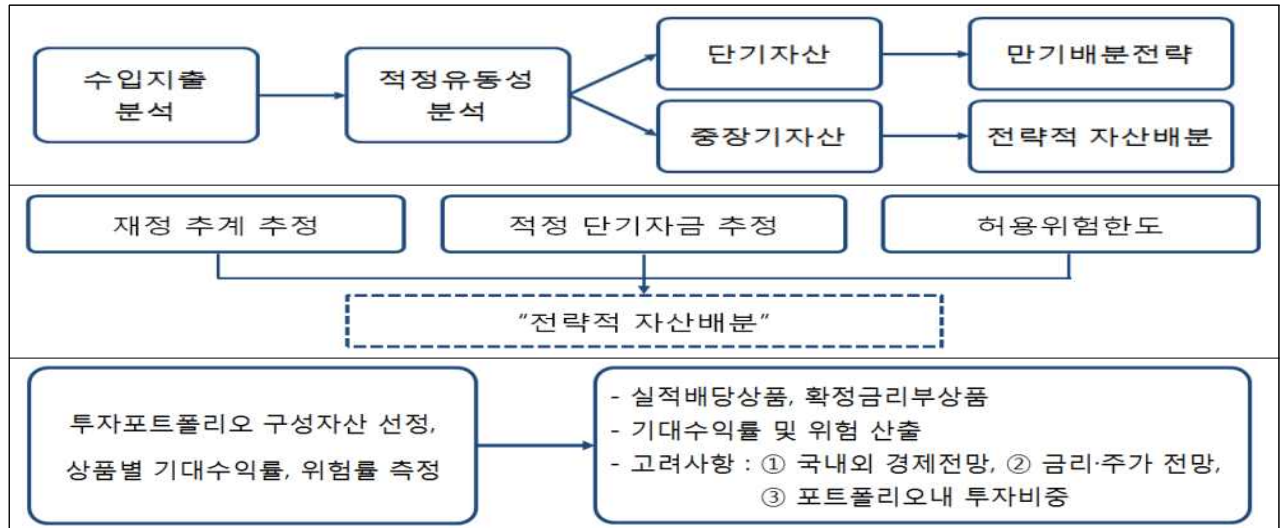 수입지출
분석
적정유동성
분석
단기자산
만기배분전략
중장기자산
전략적 자산배분
재정 추계 추정
적정 단기자금 추정
허용위험한도
“전략적 자산배분”
투자포트폴리오 구성자산 선정,
상품별 기대수익률, 위험률 측정
- 실적배당상품, 확정금리부상품
- 기대수익률 및 위험 산출
- 고려사항 : ① 국내외 경제전망, ② 금리·주가 전망,
③ 포트폴리오내 투자비중